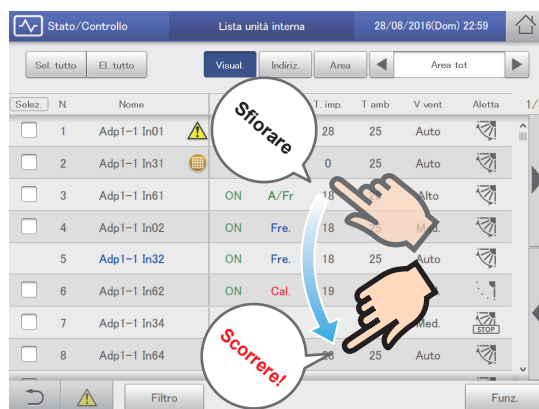 Stato/Controllo Lista unità interna 28/08/2016(Dom) 22:59
Sel. tutto El. tutto Visual. Indiriz. Area Area tot
Selez. N. Nome T. imp. T amb V vent Aletta 1/
1 Adp1-1 In01 28 25 Auto
2 Adp1-1 In31 0 25 Auto
3 Adp1-1 In61 ON A/Fr 18 Alto
4 Adp1-1 In02 ON Fre. 18 25 Med.
5 Adp1-1 In32 ON Fre. 18 25 Auto
6 Adp1-1 In62 ON Cal. 19
7 Adp1-1 In34 Med. STOP
8 Adp1-1 In64 28 25 Auto
Filtro Funz.
Sfiorare
Scorrere!